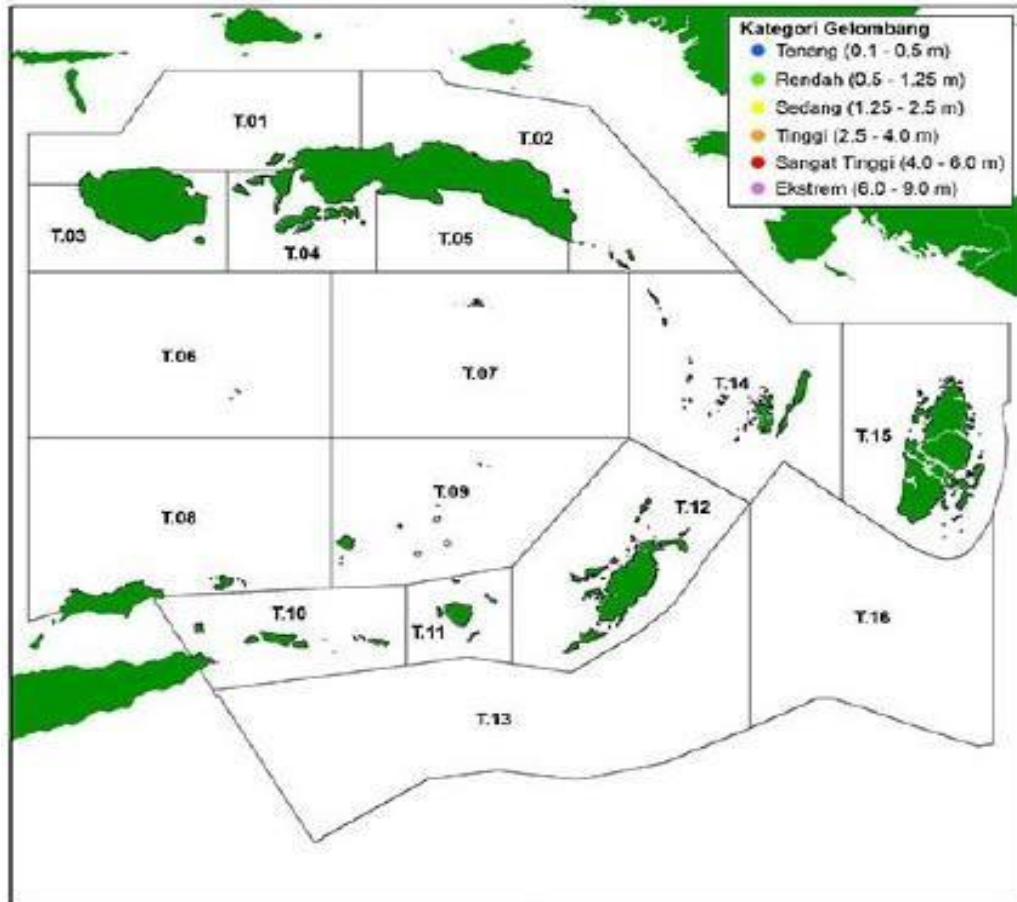 Kategori Gelombang
Tenang (0.1 - 0.5 m)
Rendah (0.5 - 1.25 m)
Sedang (1.25 - 2.5 m)
Tinggi (2.5 - 4.0 m)
Sangat Tinggi (4.0 - 6.0 m)
Ekstrem (6.0 - 9.0 m)
T.01
T.02
T.03
T.04
T.05
T.06
T.07
T.14
T.15
T.08
T.09
T.12
T.10
T.11
T.16
T.13